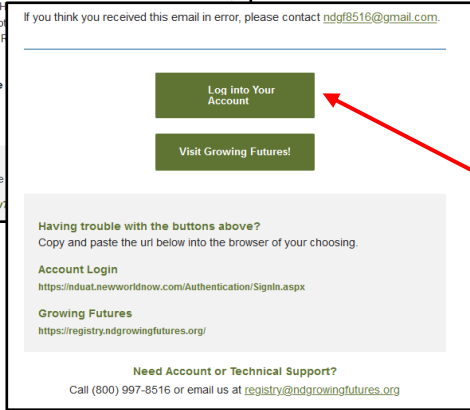 If you think you received this email in error, please contact ndgf8516@gmail.com.
Log into Your
Account
Visit Growing Futures!
Having trouble with the buttons above?
Copy and paste the url below into the browser of your choosing.
Account Login
https://nduat.newworldnow.com/Authentication/SignIn.aspx
Growing Futures
https://registry.ndgrowingfutures.org/
Need Account or Technical Support?
Call (800) 997-8516 or email us at registry@ndgrowingfutures.org